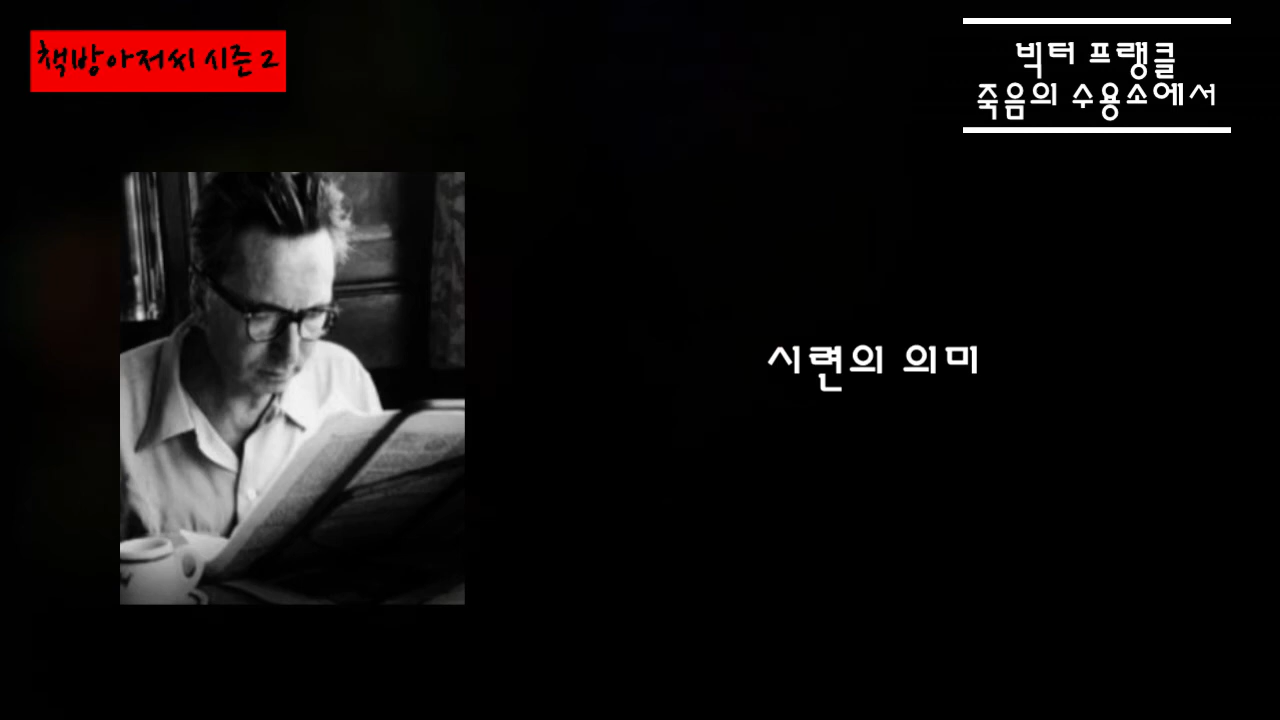 책방아저씨 시즌 2
빅터 프랭클
죽음의 수용소에서
시련의 의미